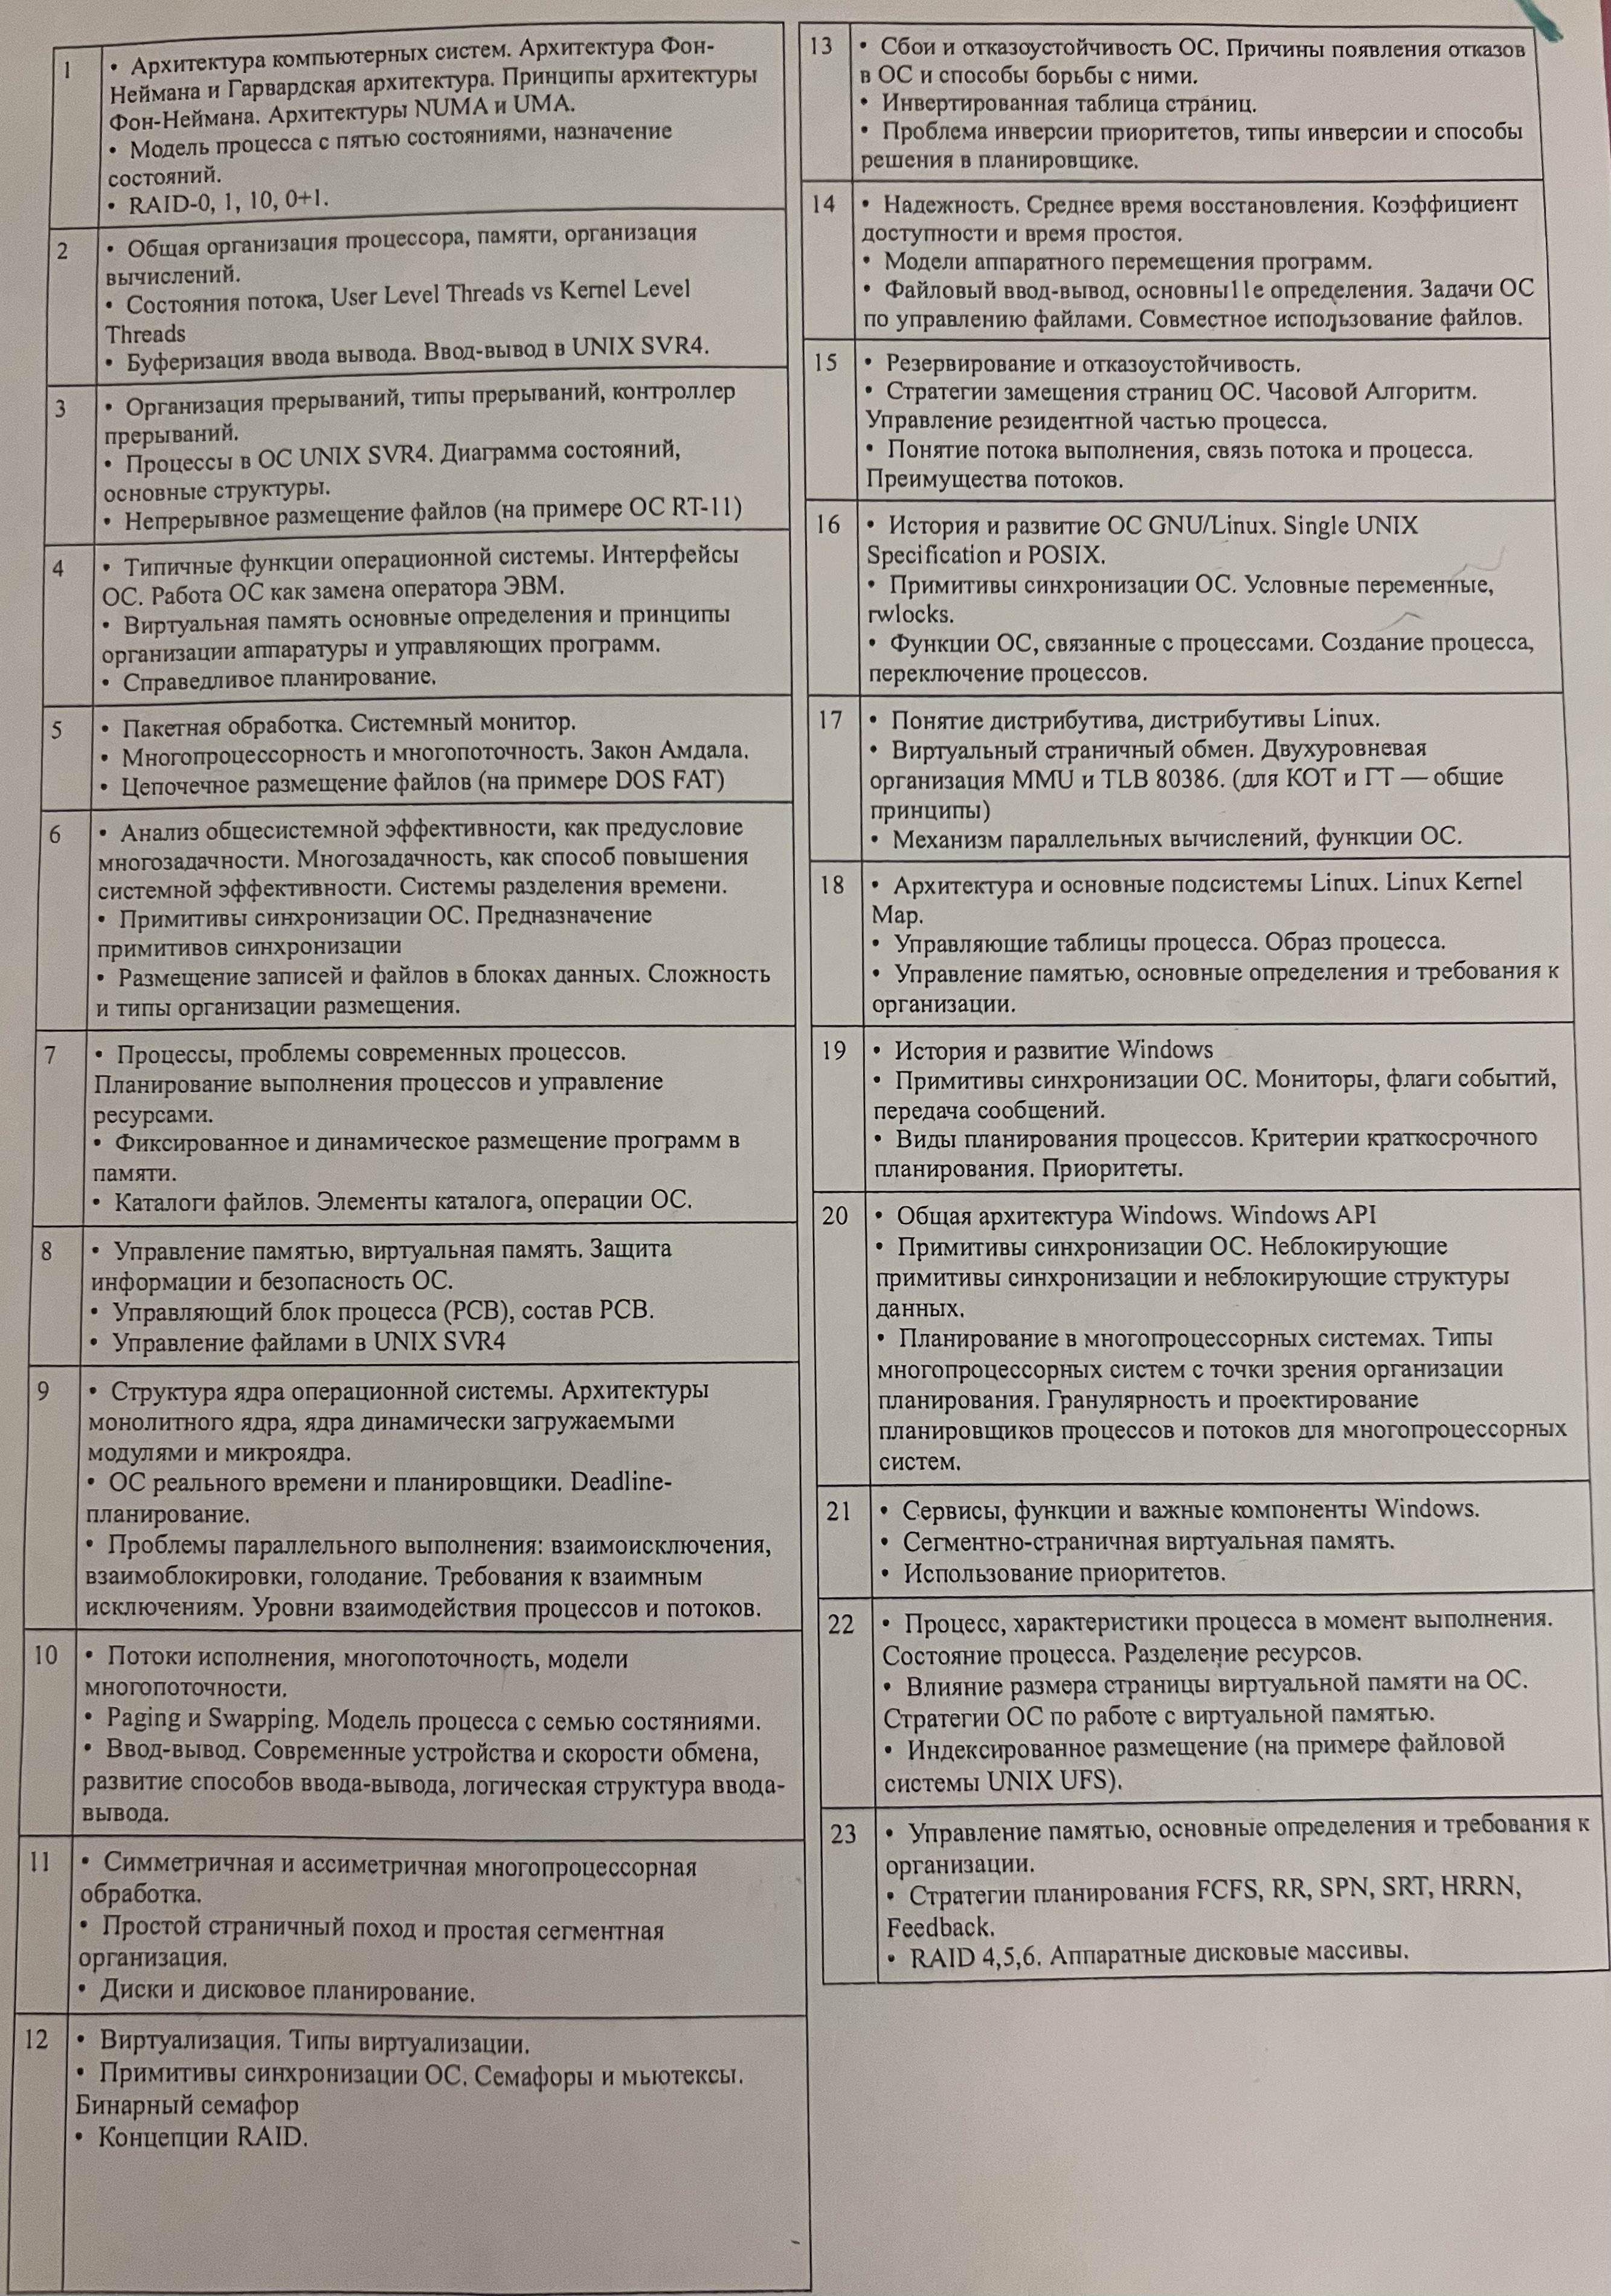 1
• Архитектура компьютерных систем. Архитектура Фон-
Неймана и Гарвардская архитектура. Принципы архитектуры
Фон-Неймана. Архитектуры NUMA и UMA.
• Модель процесса с пятью состояниями, назначение
состояний.
• RAID-0, 1, 10, 0+1.
2
• Общая организация процессора, памяти, организация
вычислений.
• Состояния потока, User Level Threads vs Kernel Level
Threads
• Буферизация ввода вывода. Ввод-вывод в UNIX SVR4.
3
• Организация прерываний, типы прерываний, контроллер
прерываний.
• Процессы в ОС UNIX SVR4. Диаграмма состояний,
основные структуры.
• Непрерывное размещение файлов (на примере ОС RT-11)
4
• Типичные функции операционной системы. Интерфейсы
ОС. Работа ОС как замена оператора ЭВМ.
• Виртуальная память основные определения и принципы
организации аппаратуры и управляющих программ.
• Справедливое планирование.
5
• Пакетная обработка. Системный монитор.
• Многопроцессорность и многопоточность. Закон Амдала.
• Цепочечное размещение файлов (на примере DOS FAT)
6
• Анализ общесистемной эффективности, как предусловие
многозадачности. Многозадачность, как способ повышения
системной эффективности. Системы разделения времени.
• Примитивы синхронизации ОС. Предназначение
примитивов синхронизации
• Размещение записей и файлов в блоках данных. Сложность
и типы организации размещения.
7
• Процессы, проблемы современных процессов.
Планирование выполнения процессов и управление
ресурсами.
• Фиксированное и динамическое размещение программ в
памяти.
• Каталоги файлов. Элементы каталога, операции ОС.
8
• Управление памятью, виртуальная память. Защита
информации и безопасность ОС.
• Управляющий блок процесса (PCB), состав PCB.
• Управление файлами в UNIX SVR4
9
• Структура ядра операционной системы. Архитектуры
монолитного ядра, ядра динамически загружаемыми
модулями и микроядра.
• ОС реального времени и планировщики. Deadline-
планирование.
• Проблемы параллельного выполнения: взаимоисключения,
взаимоблокировки, голодание. Требования к взаимным
исключениям. Уровни взаимодействия процессов и потоков.
10
• Потоки исполнения, многопоточность, модели
многопоточности.
• Paging и Swapping. Модель процесса с семью состяниями.
• Ввод-вывод. Современные устройства и скорости обмена,
развитие способов ввода-вывода, логическая структура ввода-
вывода.
11
• Симметричная и ассиметричная многопроцессорная
обработка.
• Простой страничный поход и простая сегментная
организация.
• Диски и дисковое планирование.
12
• Виртуализация. Типы виртуализации.
• Примитивы синхронизации ОС. Семафоры и мьютексы.
Бинарный семафор
• Концепции RAID.
13
• Сбои и отказоустойчивость ОС. Причины появления отказов
в ОС и способы борьбы с ними.
• Инвертированная таблица страниц.
• Проблема инверсии приоритетов, типы инверсии и способы
решения в планировщике.
14
• Надежность. Среднее время восстановления. Коэффициент
доступности и время простоя.
• Модели аппаратного перемещения программ.
• Файловый ввод-вывод, основны11е определения. Задачи ОС
по управлению файлами. Совместное использование файлов.
15
• Резервирование и отказоустойчивость.
• Стратегии замещения страниц ОС. Часовой Алгоритм.
Управление резидентной частью процесса.
• Понятие потока выполнения, связь потока и процесса.
Преимущества потоков.
16
• История и развитие ОС GNU/Linux. Single UNIX
Specification и POSIX.
• Примитивы синхронизации ОС. Условные переменные,
rwlocks.
• Функции ОС, связанные с процессами. Создание процесса,
переключение процессов.
17
• Понятие дистрибутива, дистрибутивы Linux.
• Виртуальный страничный обмен. Двухуровневая
организация MMU и TLB 80386. (для КОТ и ГТ — общие
принципы)
• Механизм параллельных вычислений, функции ОС.
18
• Архитектура и основные подсистемы Linux. Linux Kernel
Map.
• Управляющие таблицы процесса. Образ процесса.
• Управление памятью, основные определения и требования к
организации.
19
• История и развитие Windows
• Примитивы синхронизации ОС. Мониторы, флаги событий,
передача сообщений.
• Виды планирования процессов. Критерии краткосрочного
планирования. Приоритеты.
20
• Общая архитектура Windows. Windows API
• Примитивы синхронизации ОС. Неблокирующие
примитивы синхронизации и неблокирующие структуры
данных.
• Планирование в многопроцессорных системах. Типы
многопроцессорных систем с точки зрения организации
планирования. Гранулярность и проектирование
планировщиков процессов и потоков для многопроцессорных
систем.
21
• Сервисы, функции и важные компоненты Windows.
• Сегментно-страничная виртуальная память.
• Использование приоритетов.
22
• Процесс, характеристики процесса в момент выполнения.
Состояние процесса. Разделение ресурсов.
• Влияние размера страницы виртуальной памяти на ОС.
Стратегии ОС по работе с виртуальной памятью.
• Индексированное размещение (на примере файловой
системы UNIX UFS).
23
• Управление памятью, основные определения и требования к
организации.
• Стратегии планирования FCFS, RR, SPN, SRT, HRRN,
Feedback.
• RAID 4,5,6. Аппаратные дисковые массивы.